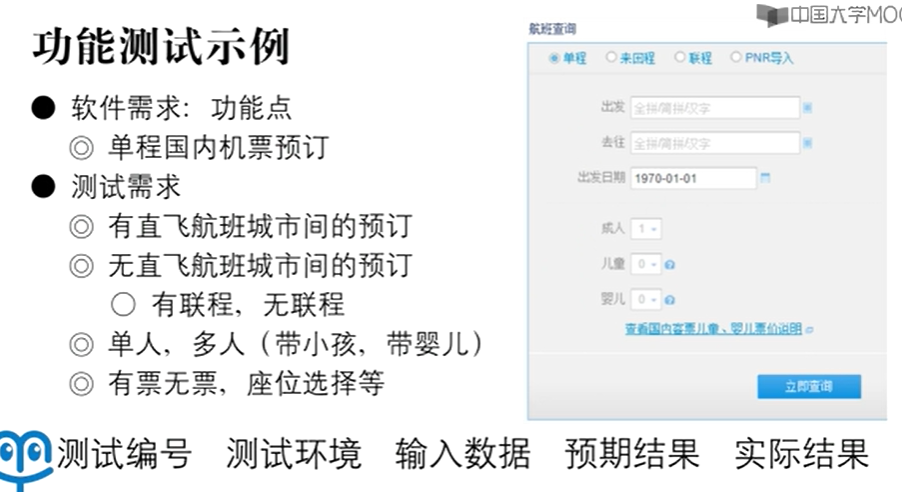 中国大学MOO
功能测试示例
● 软件需求：功能点
◎ 单程国内机票预订
● 测试需求
◎ 有直飞航班城市间的预订
◎ 无直飞航班城市间的预订
○ 有联程，无联程
◎ 单人，多人（带小孩，带婴儿）
◎ 有票无票，座位选择等
航班查询
单程 来回程 联程 PNR导入
出发 全拼/简拼/汉字
去往 全拼/简拼/汉字
出发日期 1970-01-01
成人 1
儿童 0
婴儿 0
查看国内客票儿童、婴儿票价说明
立即查询
测试编号 测试环境 输入数据 预期结果 实际结果